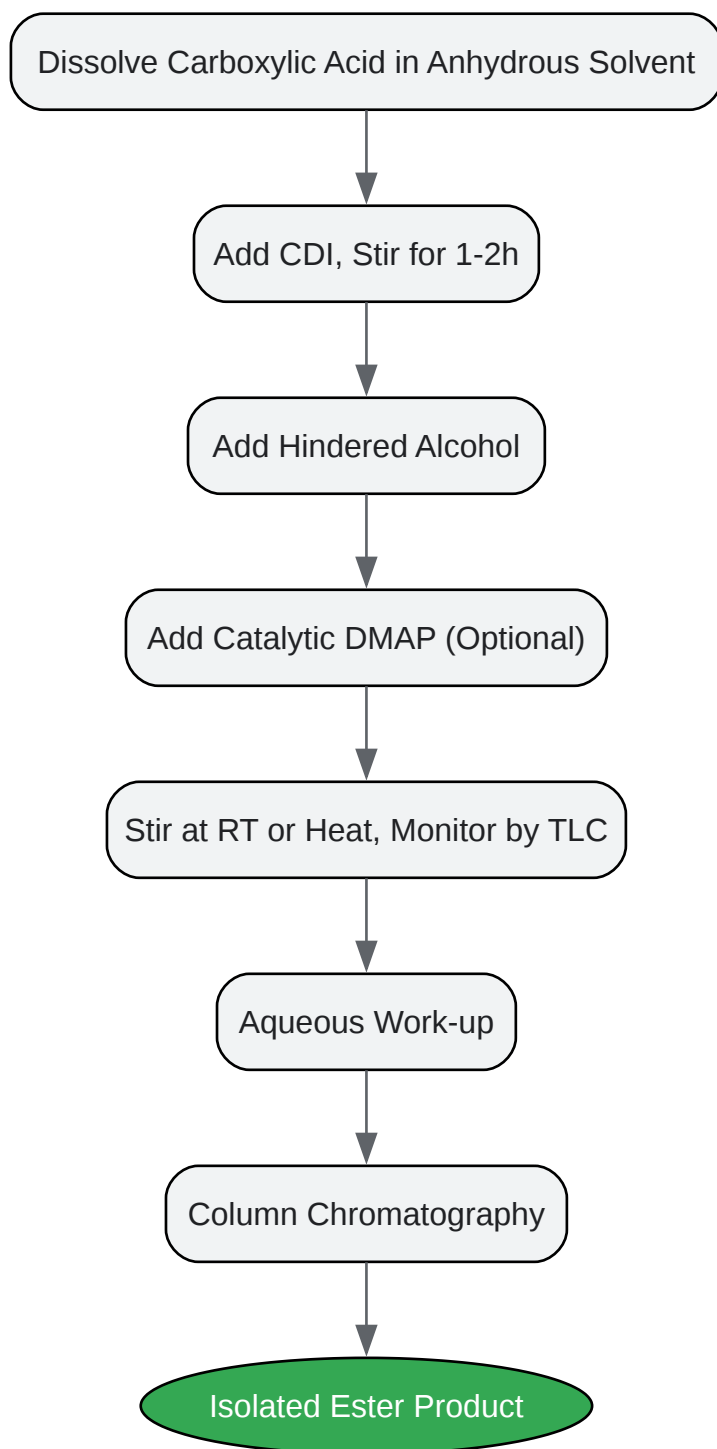 Dissolve Carboxylic Acid in Anhydrous Solvent
Add CDI, Stir for 1-2h
Add Hindered Alcohol
Add Catalytic DMAP (Optional)
Stir at RT or Heat, Monitor by TLC
Aqueous Work-up
Column Chromatography
Isolated Ester Product